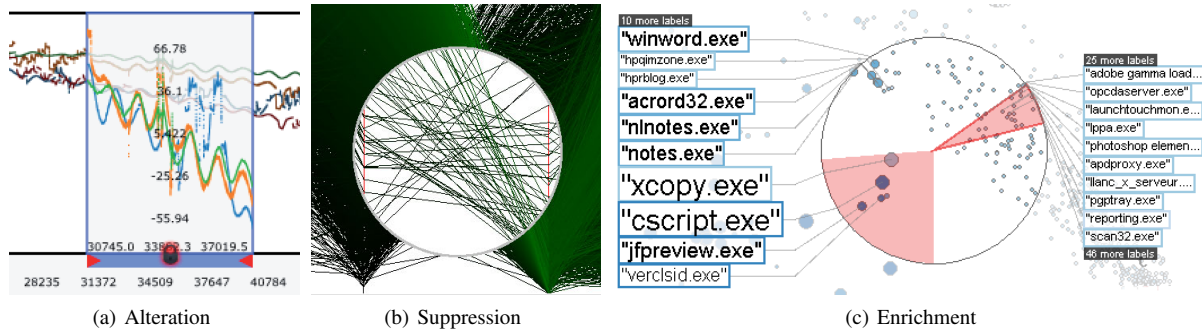 66.78
36.1
5.422
-25.26
-55.94
30745.0 33882.3 37019.5
28235 31372 34509 37647 40784
(a) Alteration
(b) Suppression
10 more labels
"winword.exe"
"hpqimzone.exe"
"hprblog.exe"
"acrord32.exe"
"nlnotes.exe"
"notes.exe"
"xcopy.exe"
"cscript.exe"
"jfpreview.exe"
"verclsid.exe"
25 more labels
"adobe gamma load...
"opcdaserver.exe"
"launchtouchmon.e...
"lppa.exe"
"photoshop elemen...
"apdproxy.exe"
"llanc_x_serveur....
"pgptray.exe"
"reporting.exe"
"scan32.exe"
46 more labels
(c) Enrichment